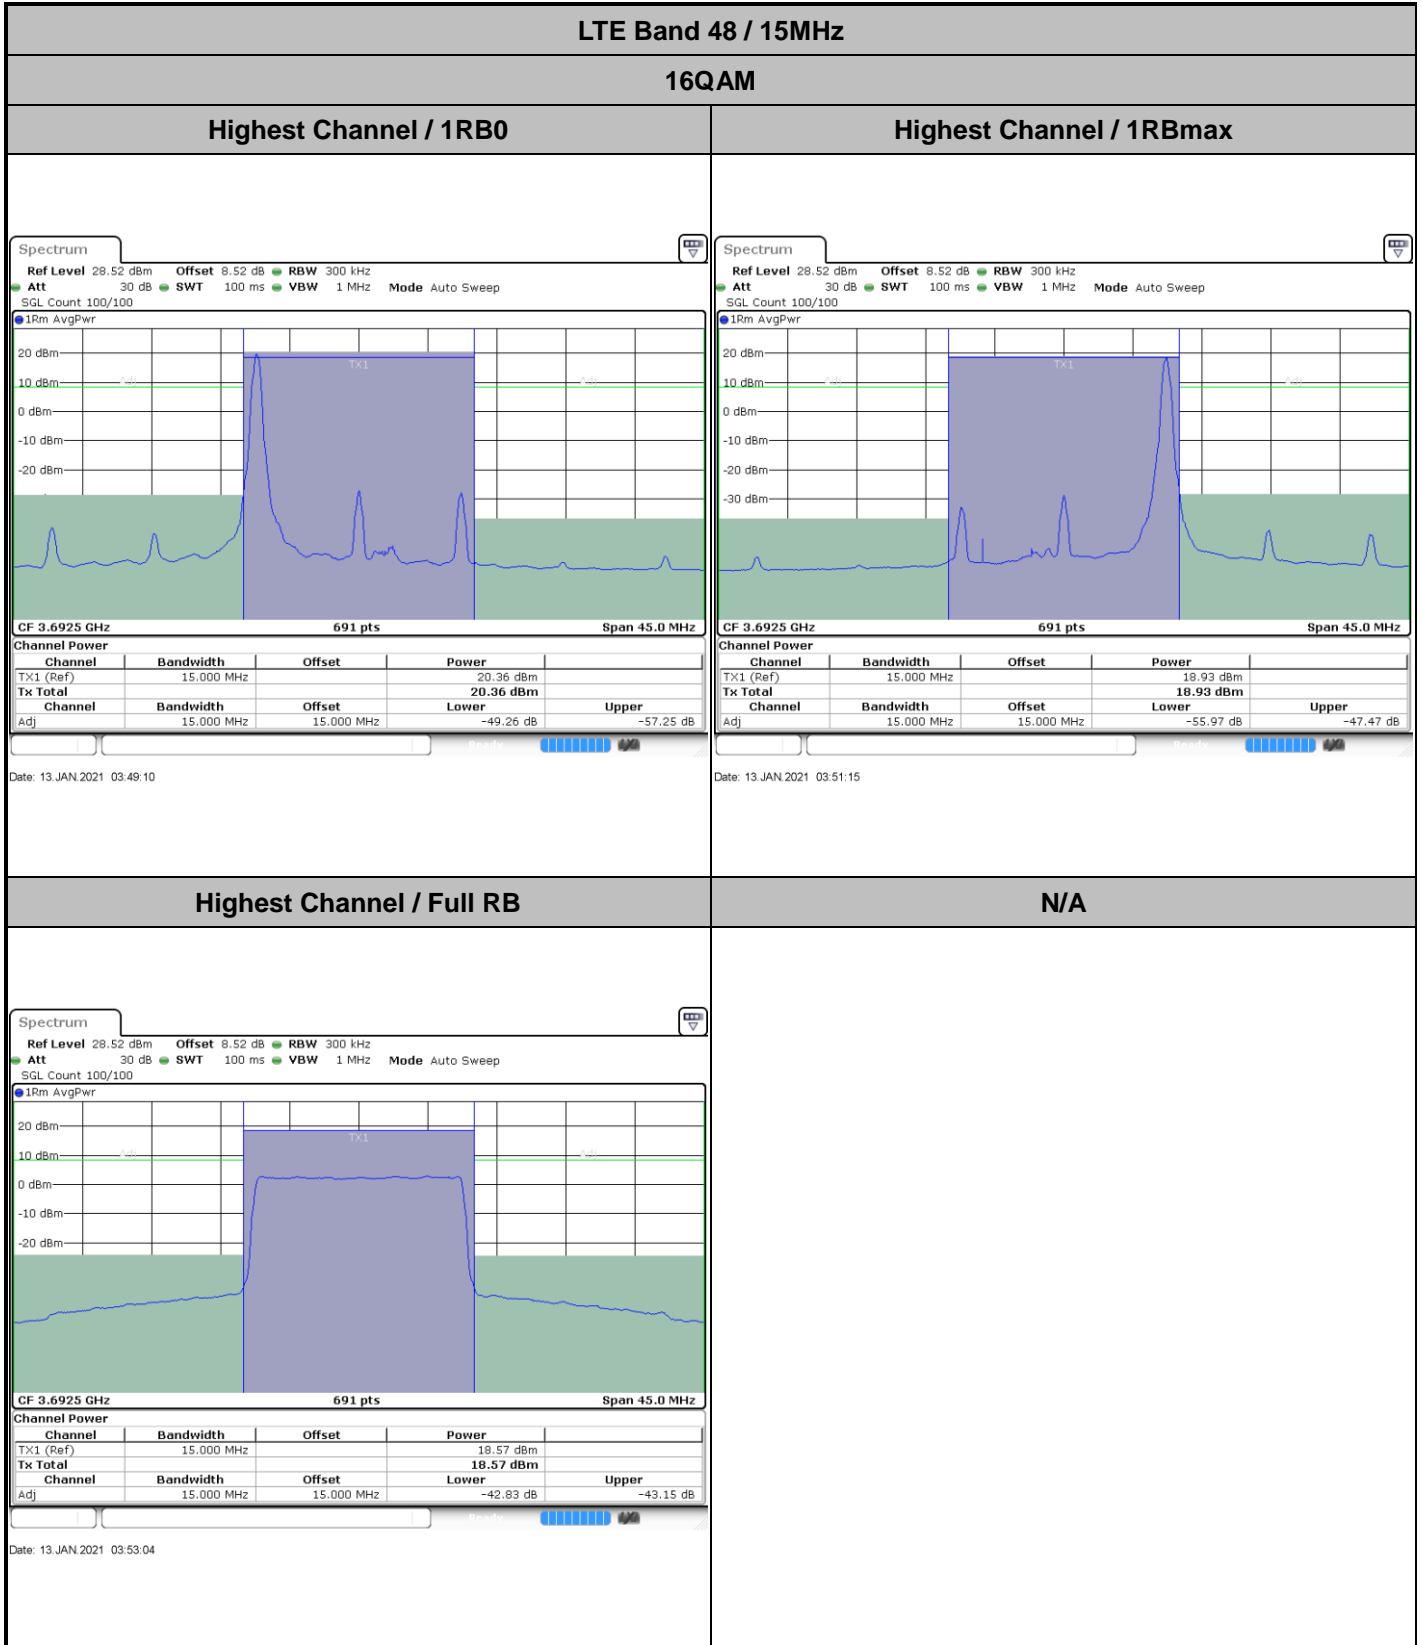 LTE Band 48 / 15MHz
16QAM
Highest Channel / 1RB0
Highest Channel / 1RBmax
Spectrum
Ref Level 28.52 dBm Offset 8.52 dB RBW 300 kHz
Att 30 dB SWT 100 ms VBW 1 MHz Mode Auto Sweep
SGL Count 100/100
1Rm AvgPwr
20 dBm
10 dBm
0 dBm
-10 dBm
-20 dBm
Adj
TX1
Adj
CF 3.6925 GHz 691 pts Span 45.0 MHz
Channel Power
Channel Bandwidth Offset Power
TX1 (Ref) 15.000 MHz 20.36 dBm
Tx Total 20.36 dBm
Channel Bandwidth Offset Lower Upper
Adj 15.000 MHz 15.000 MHz -49.26 dB -57.25 dB
Ready
Date: 13.JAN.2021 03:49:10
Spectrum
Ref Level 28.52 dBm Offset 8.52 dB RBW 300 kHz
Att 30 dB SWT 100 ms VBW 1 MHz Mode Auto Sweep
SGL Count 100/100
1Rm AvgPwr
20 dBm
10 dBm
0 dBm
-10 dBm
-20 dBm
-30 dBm
Adj
TX1
Adj
CF 3.6925 GHz 691 pts Span 45.0 MHz
Channel Power
Channel Bandwidth Offset Power
TX1 (Ref) 15.000 MHz 18.93 dBm
Tx Total 18.93 dBm
Channel Bandwidth Offset Lower Upper
Adj 15.000 MHz 15.000 MHz -55.97 dB -47.47 dB
Ready
Date: 13.JAN.2021 03:51:15
Highest Channel / Full RB
N/A
Spectrum
Ref Level 28.52 dBm Offset 8.52 dB RBW 300 kHz
Att 30 dB SWT 100 ms VBW 1 MHz Mode Auto Sweep
SGL Count 100/100
1Rm AvgPwr
20 dBm
10 dBm
0 dBm
-10 dBm
-20 dBm
Adj
TX1
Adj
CF 3.6925 GHz 691 pts Span 45.0 MHz
Channel Power
Channel Bandwidth Offset Power
TX1 (Ref) 15.000 MHz 18.57 dBm
Tx Total 18.57 dBm
Channel Bandwidth Offset Lower Upper
Adj 15.000 MHz 15.000 MHz -42.83 dB -43.15 dB
Ready
Date: 13.JAN.2021 03:53:04